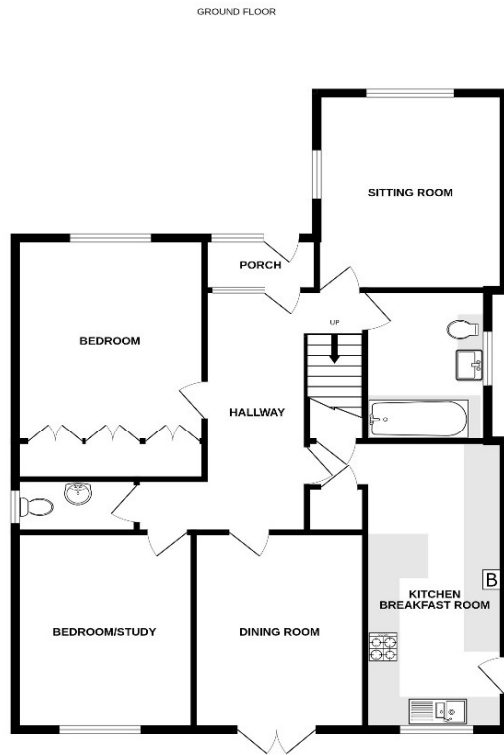 GROUND FLOOR
SITTING ROOM
PORCH
BEDROOM
UP
HALLWAY
KITCHEN
BREAKFAST ROOM
B
BEDROOM/STUDY
DINING ROOM